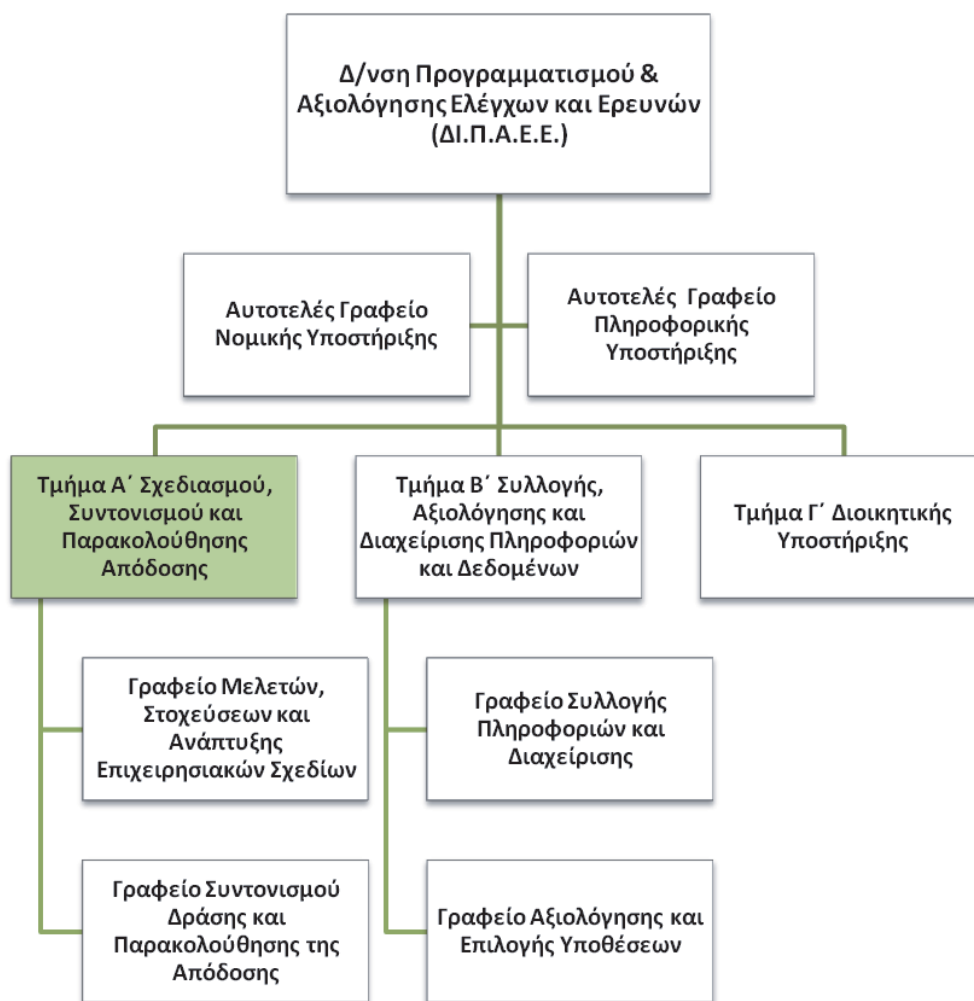 Δ/νση Προγραμματισμού &
Αξιολόγησης Ελέγχων και Ερευνών
(ΔΙ.Π.Α.Ε.Ε.)
Αυτοτελές Γραφείο
Νομικής Υποστήριξης
Αυτοτελές Γραφείο
Πληροφορικής
Υποστήριξης
Τμήμα Α΄ Σχεδιασμού,
Συντονισμού και
Παρακολούθησης
Απόδοσης
Τμήμα Β΄ Συλλογής,
Αξιολόγησης και
Διαχείρισης Πληροφοριών
και Δεδομένων
Τμήμα Γ΄ Διοικητικής
Υποστήριξης
Γραφείο Μελετών,
Στοχεύσεων και
Ανάπτυξης
Επιχειρησιακών Σχεδίων
Γραφείο Συλλογής
Πληροφοριών και
Διαχείρισης
Γραφείο Συντονισμού
Δράσης και
Παρακολούθησης της
Απόδοσης
Γραφείο Αξιολόγησης και
Επιλογής Υποθέσεων